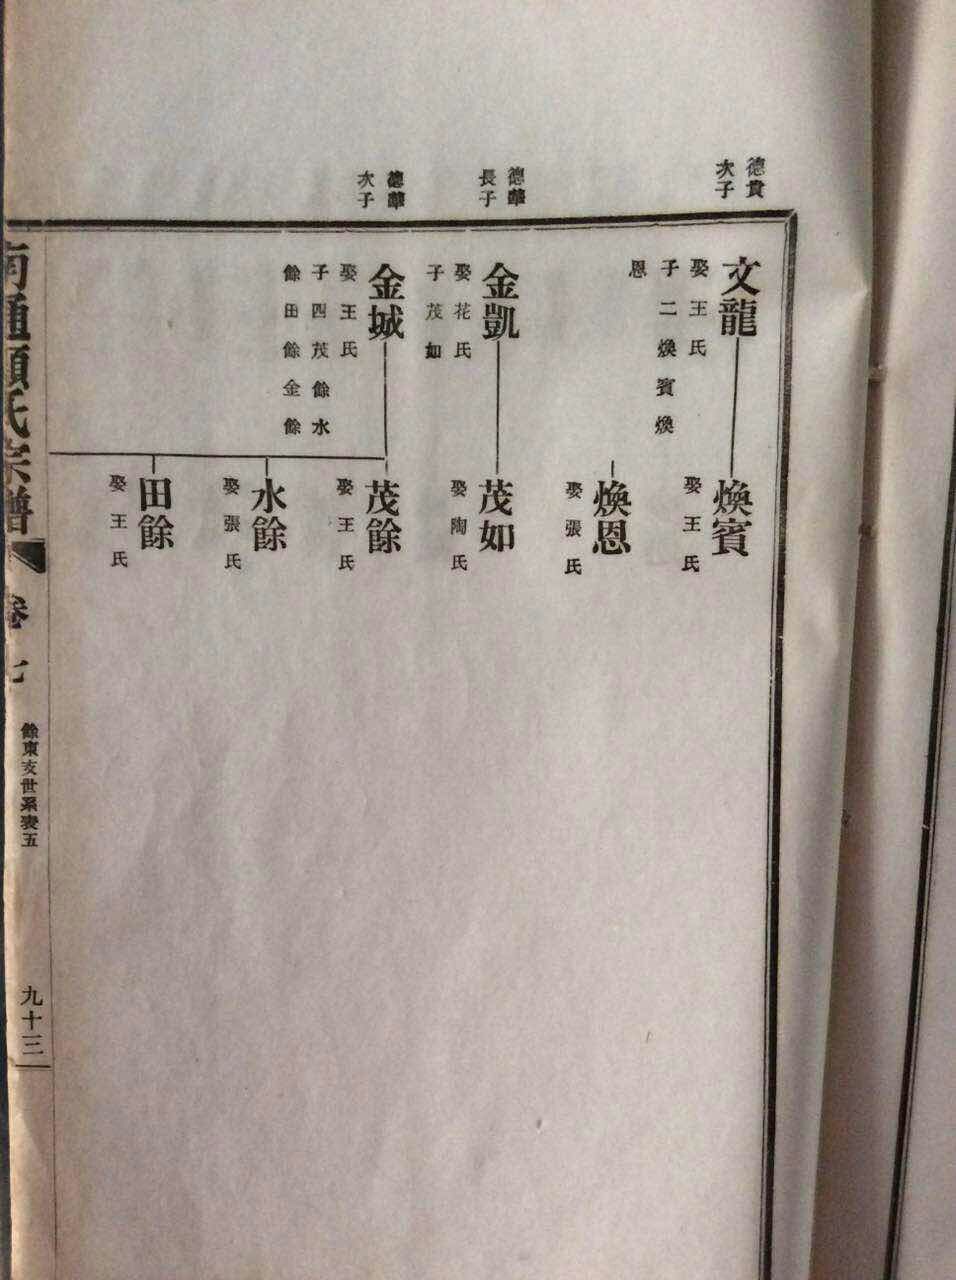 德貴
次子
文龍
娶王氏
子二煥賓煥
恩
煥賓
娶王氏
煥恩
娶張氏
德華
長子
金凱
娶花氏
子茂如
茂如
娶陶氏
德華
次子
金城
娶王氏
子四茂餘水
餘田餘金餘
茂餘
娶王氏
水餘
娶張氏
田餘
娶王氏
南通顧氏宗譜
卷七
餘東支世系表五
九十三